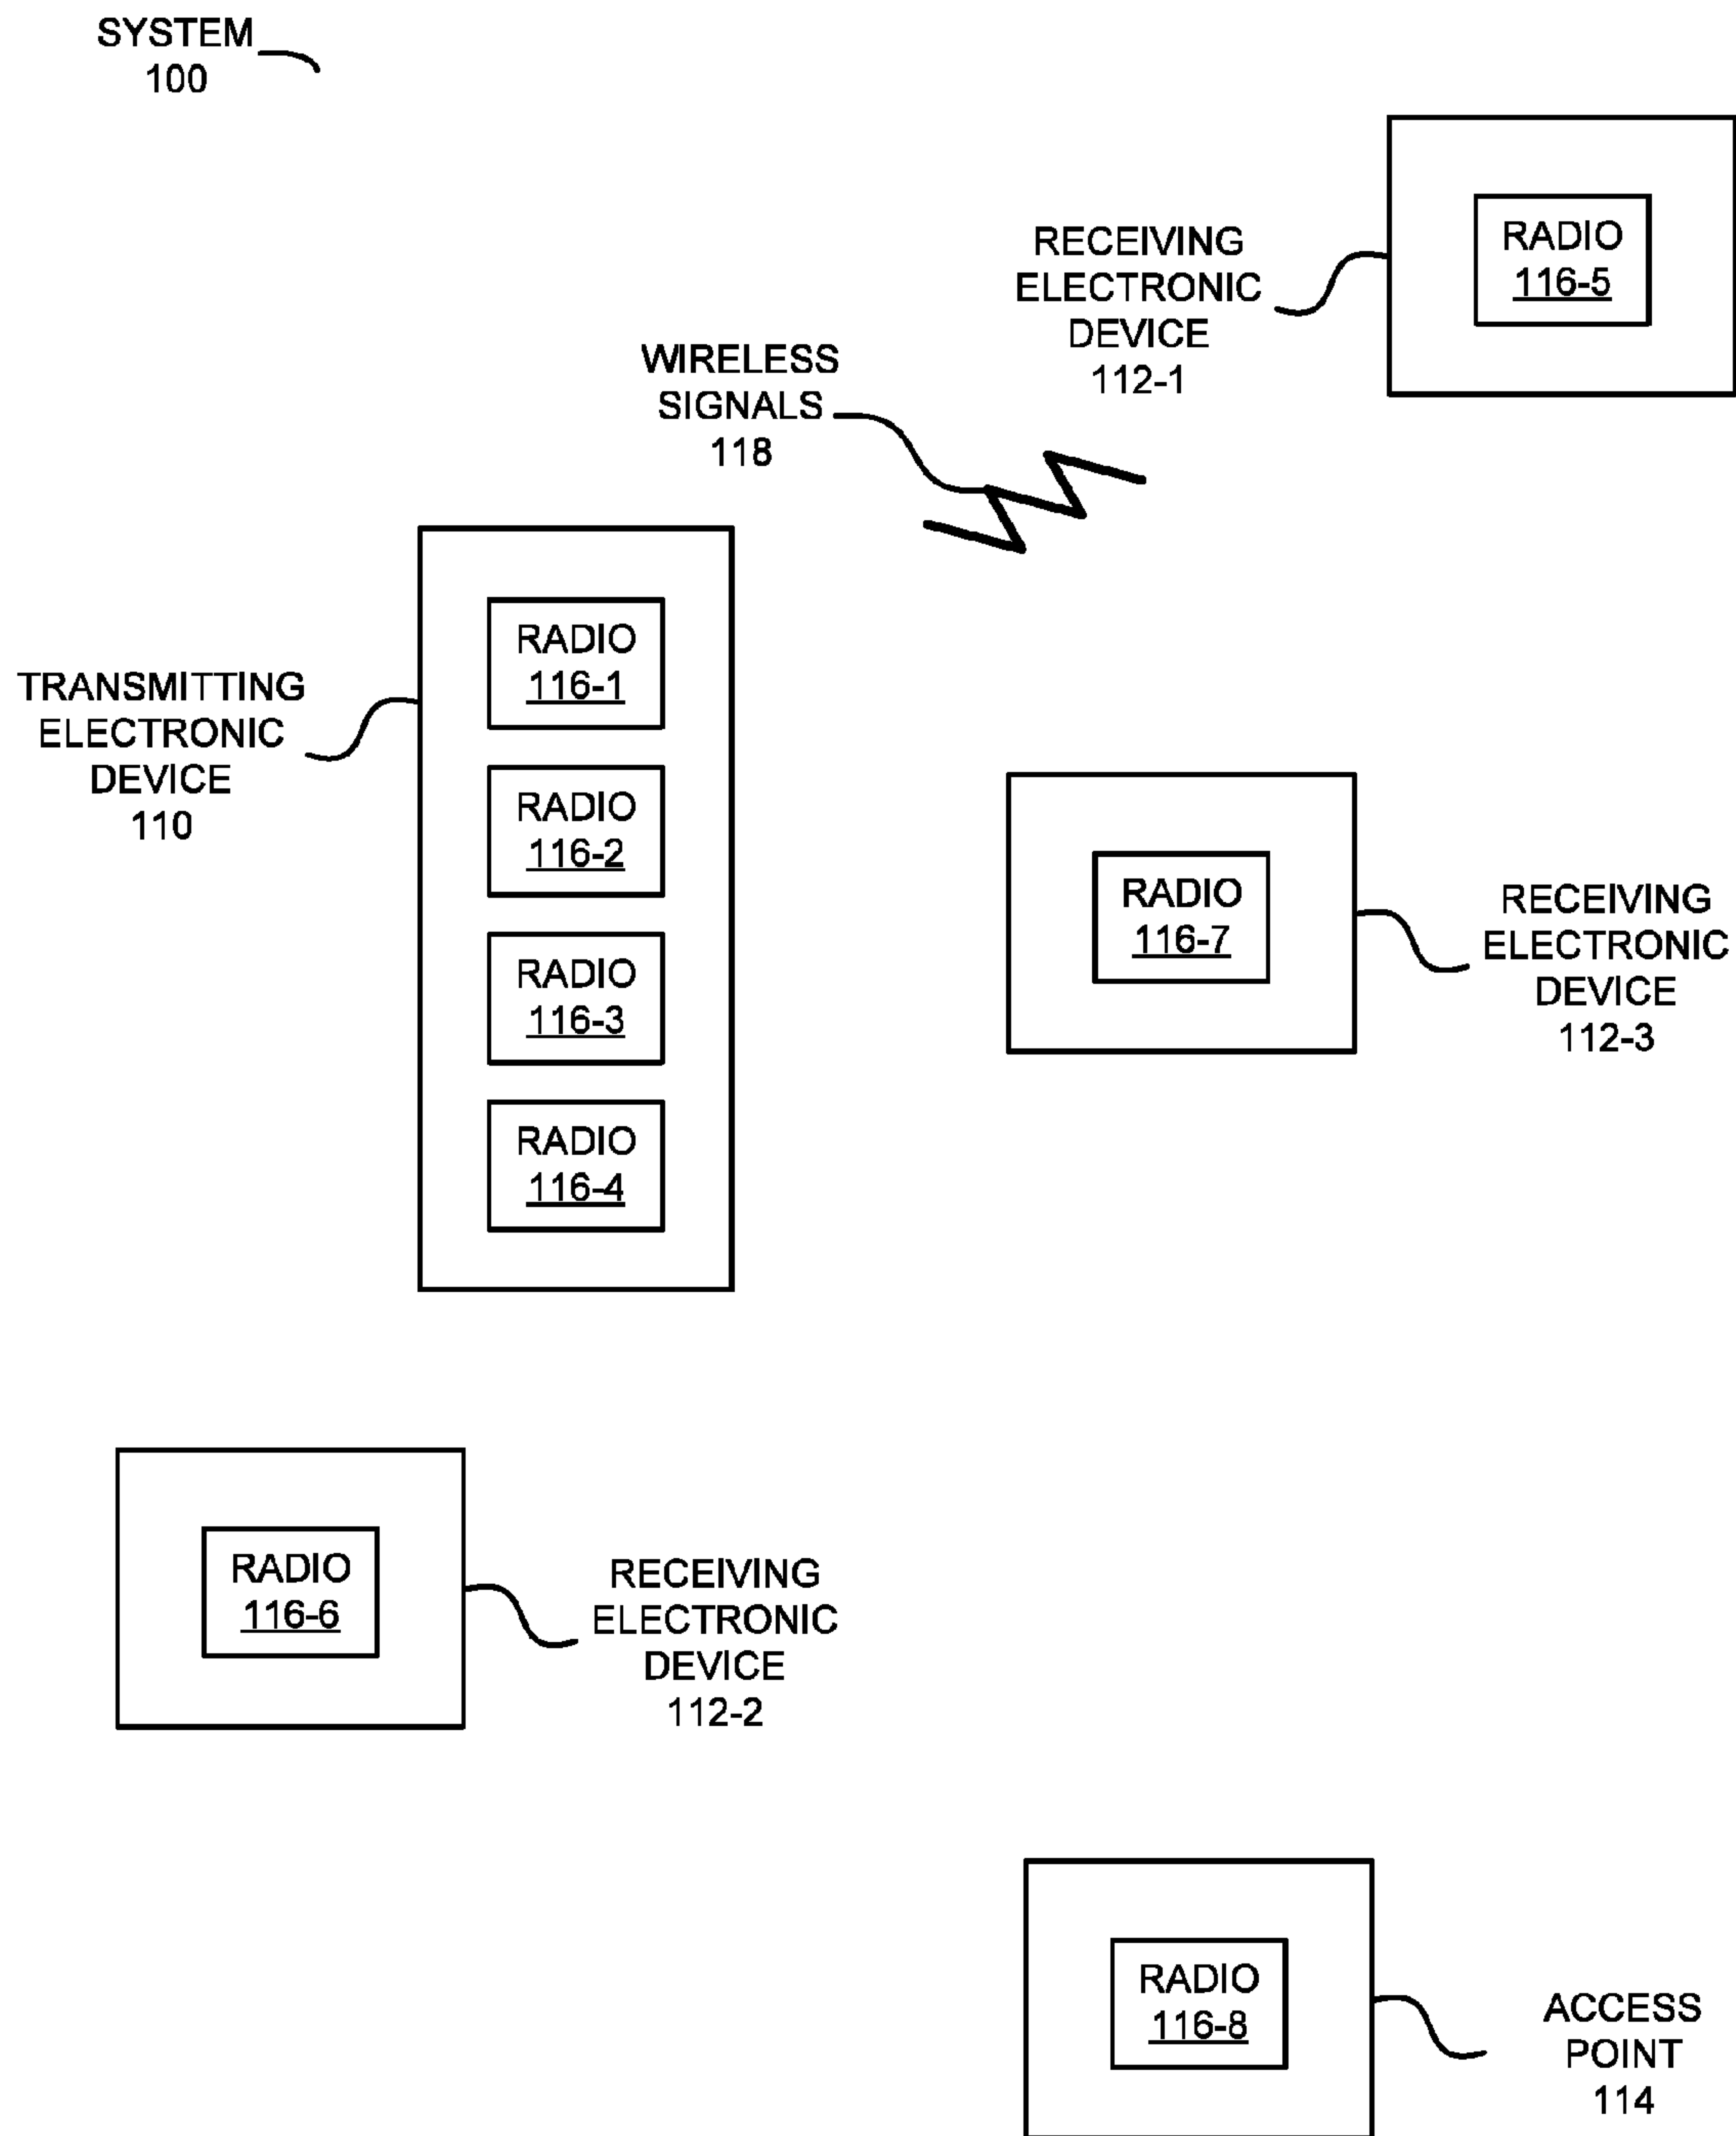 SYSTEM
100
RECEIVING
ELECTRONIC
DEVICE
112-1
RADIO
116-5
WIRELESS
SIGNALS
118
TRANSMITTING
ELECTRONIC
DEVICE
110
RADIO
116-1
RADIO
116-2
RADIO
116-3
RADIO
116-4
RADIO
116-7
RECEIVING
ELECTRONIC
DEVICE
112-3
RADIO
116-6
RECEIVING
ELECTRONIC
DEVICE
112-2
RADIO
116-8
ACCESS
POINT
114